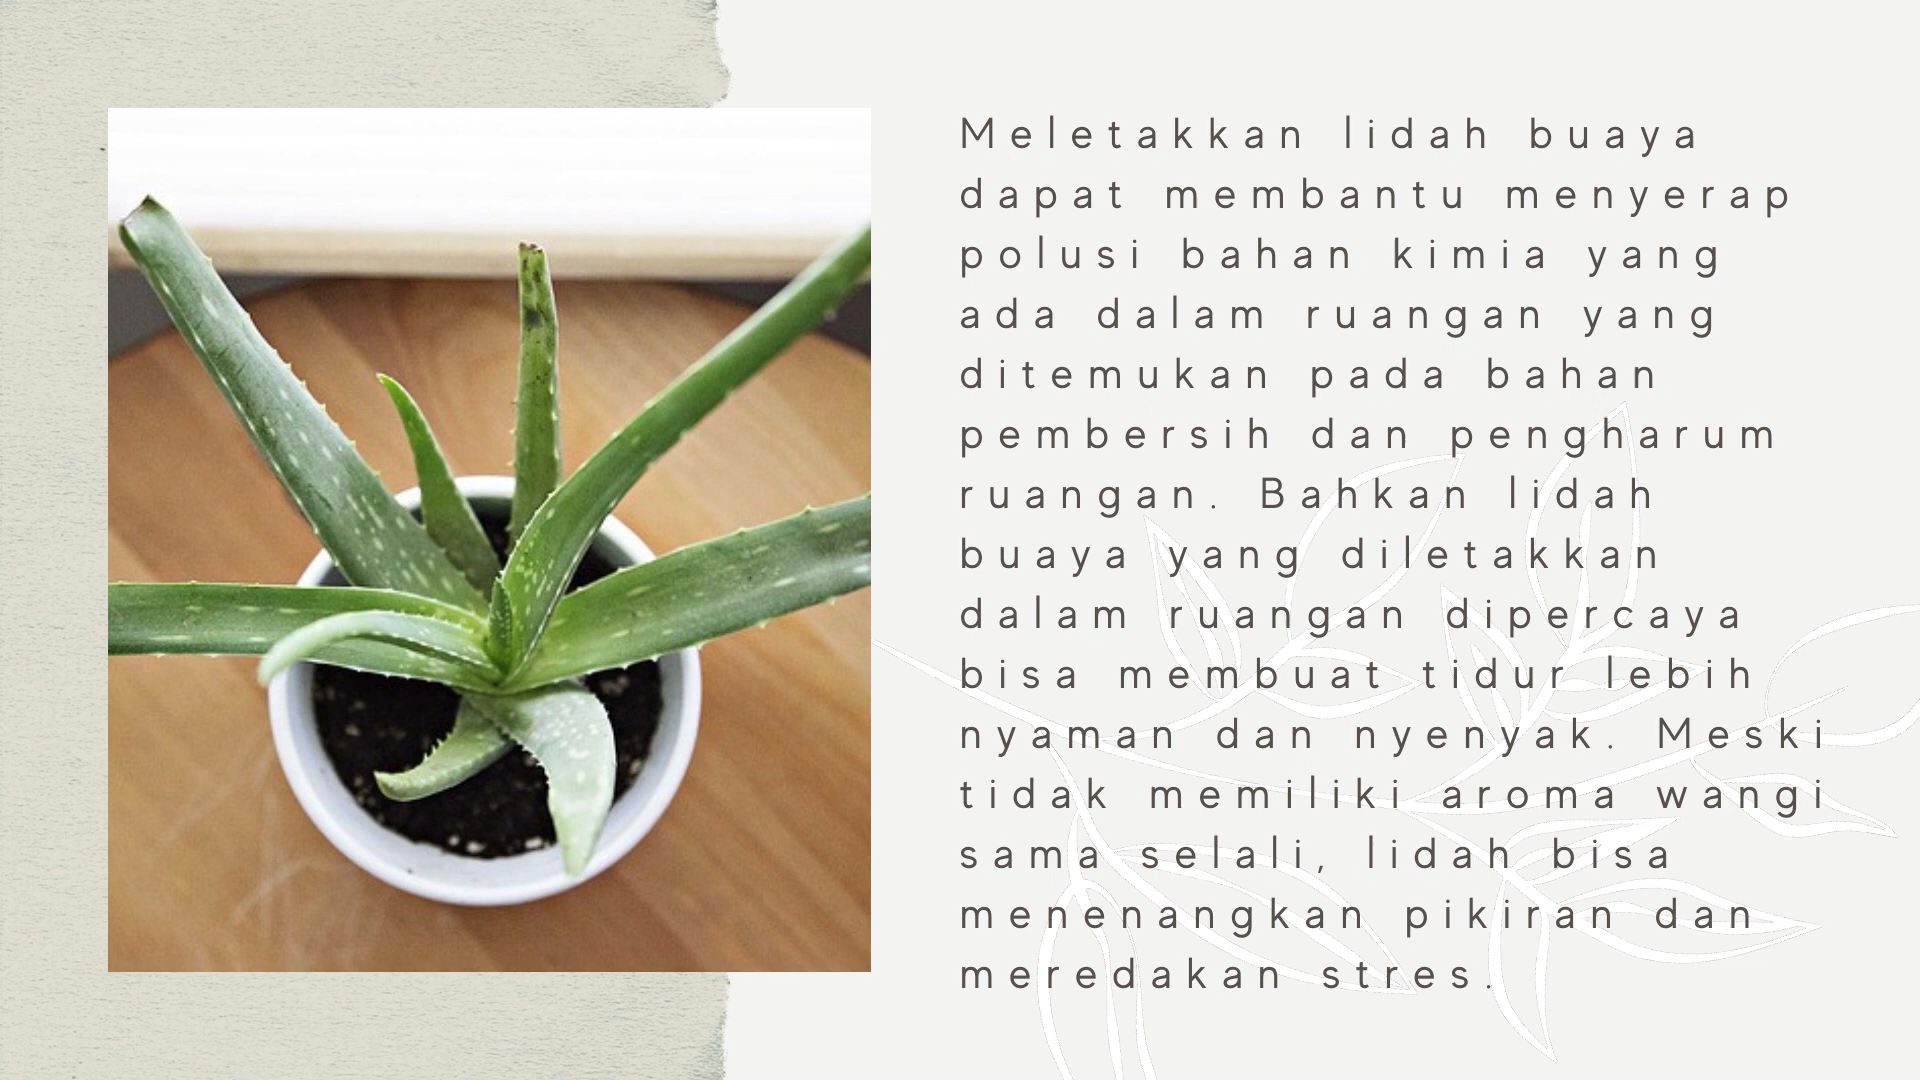 Meletakkan lidah buaya
dapat membantu menyerap
polusi bahan kimia yang
ada dalam ruangan yang
ditemukan pada bahan
pembersih dan pengharum
ruangan. Bahkan lidah
buaya yang diletakkan
dalam ruangan dipercaya
bisa membuat tidur lebih
nyaman dan nyenyak. Meski
tidak memiliki aroma wangi
sama selali, lidah bisa
menenangkan pikiran dan
meredakan stres.